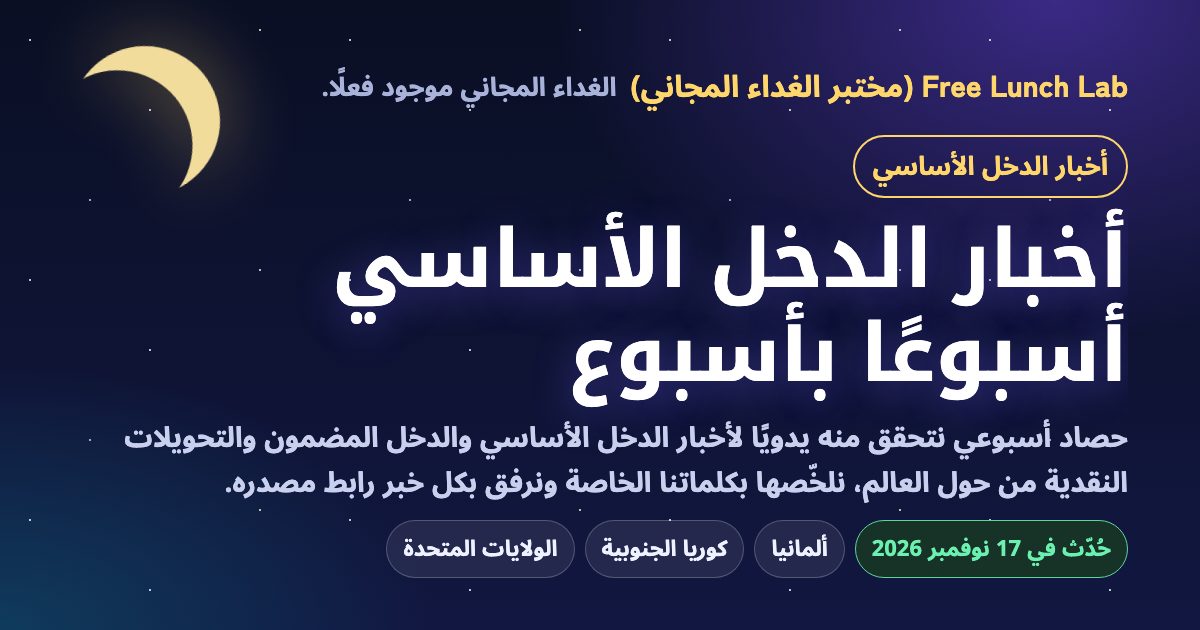 Free Lunch Lab (مختبر الغداء المجاني) الغداء المجاني موجود فعلًا.
أخبار الدخل الأساسي
أخبار الدخل الأساسي
أسبوعًا بأسبوع
حصاد أسبوعي نتحقق منه يدويًا لأخبار الدخل الأساسي والدخل المضمون والتحويلات
النقدية من حول العالم، نلخّصها بكلماتنا الخاصة ونرفق بكل خبر رابط مصدره.
حُدّث في 17 نوفمبر 2026 ألمانيا كوريا الجنوبية الولايات المتحدة